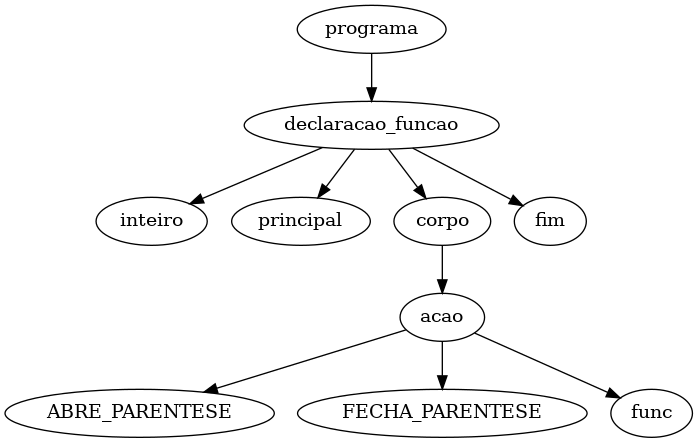 programa
declaracao_funcao
inteiro
principal
corpo
fim
acao
ABRE_PARENTESE
FECHA_PARENTESE
func